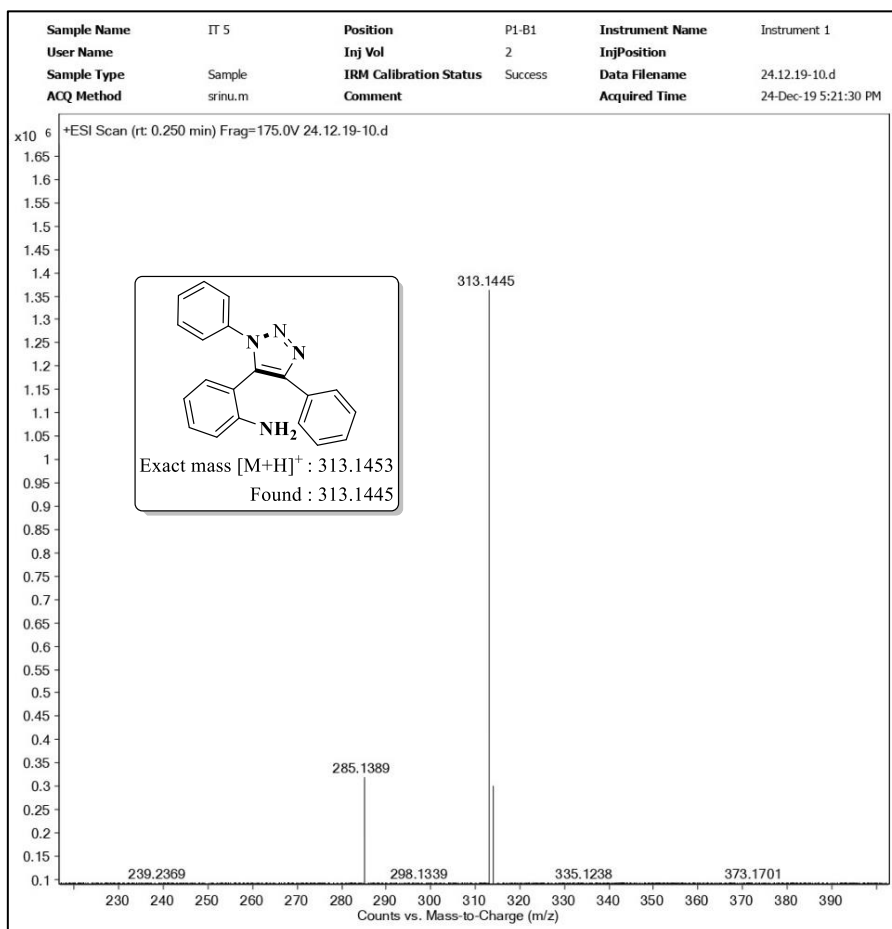 Sample Name IT 5 Position P1-B1 Instrument Name Instrument 1
User Name Inj Vol 2 InjPosition
Sample Type Sample IRM Calibration Status Success Data Filename 24.12.19-10.d
ACQ Method srinu.m Comment Acquired Time 24-Dec-19 5:21:30 PM
x10 6 +ESI Scan (rt: 0.250 min) Frag=175.0V 24.12.19-10.d
1.65
1.6
1.55
1.5
1.45
1.4
313.1445
1.35
1.3
N N
N
1.25
1.2
1.15
1.1
NH2
1.05
Exact mass [M+H]+ : 313.1453
1
0.95
Found : 313.1445
0.9
0.85
0.8
0.75
0.7
0.65
0.6
0.55
0.5
0.45
0.4
0.35
285.1389
0.3
0.25
0.2
0.15
239.2369 298.1339 335.1238 373.1701
0.1
230 240 250 260 270 280 290 300 310 320 330 340 350 360 370 380 390
Counts vs. Mass-to-Charge (m/z)